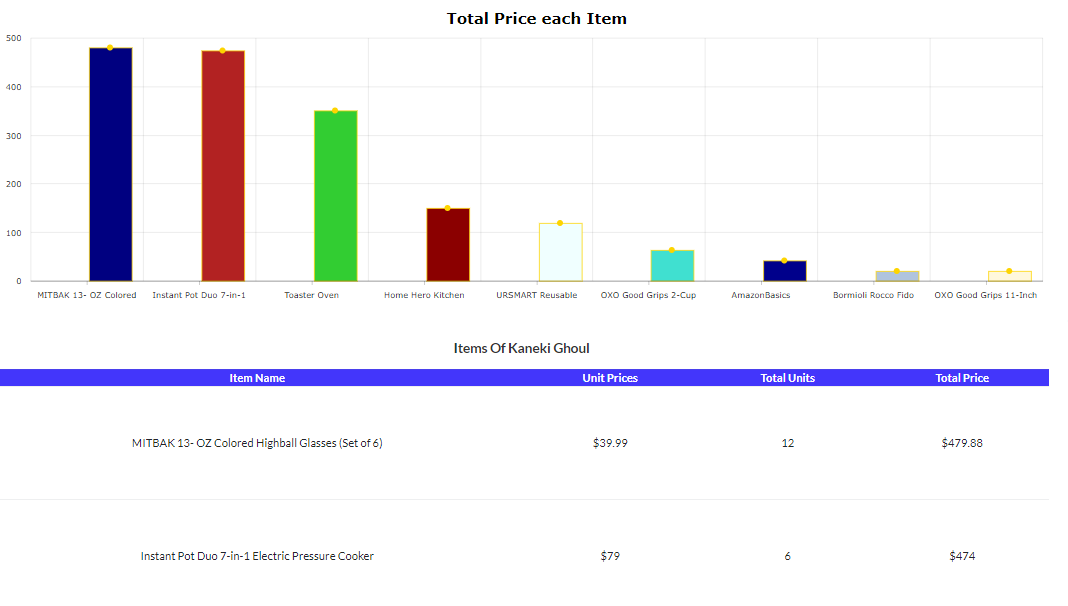 Total Price each Item
500
400
300
200
100
0
MITBAK 13- OZ Colored Instant Pot Duo 7-in-1 Toaster Oven Home Hero Kitchen URSMART Reusable OXO Good Grips 2-Cup AmazonBasics Bormioli Rocco Fido OXO Good Grips 11-Inch
Items Of Kaneki Ghoul
Item Name Unit Prices Total Units Total Price
MITBAK 13- OZ Colored Highball Glasses (Set of 6) $39.99 12 $479.88
Instant Pot Duo 7-in-1 Electric Pressure Cooker $79 6 $474